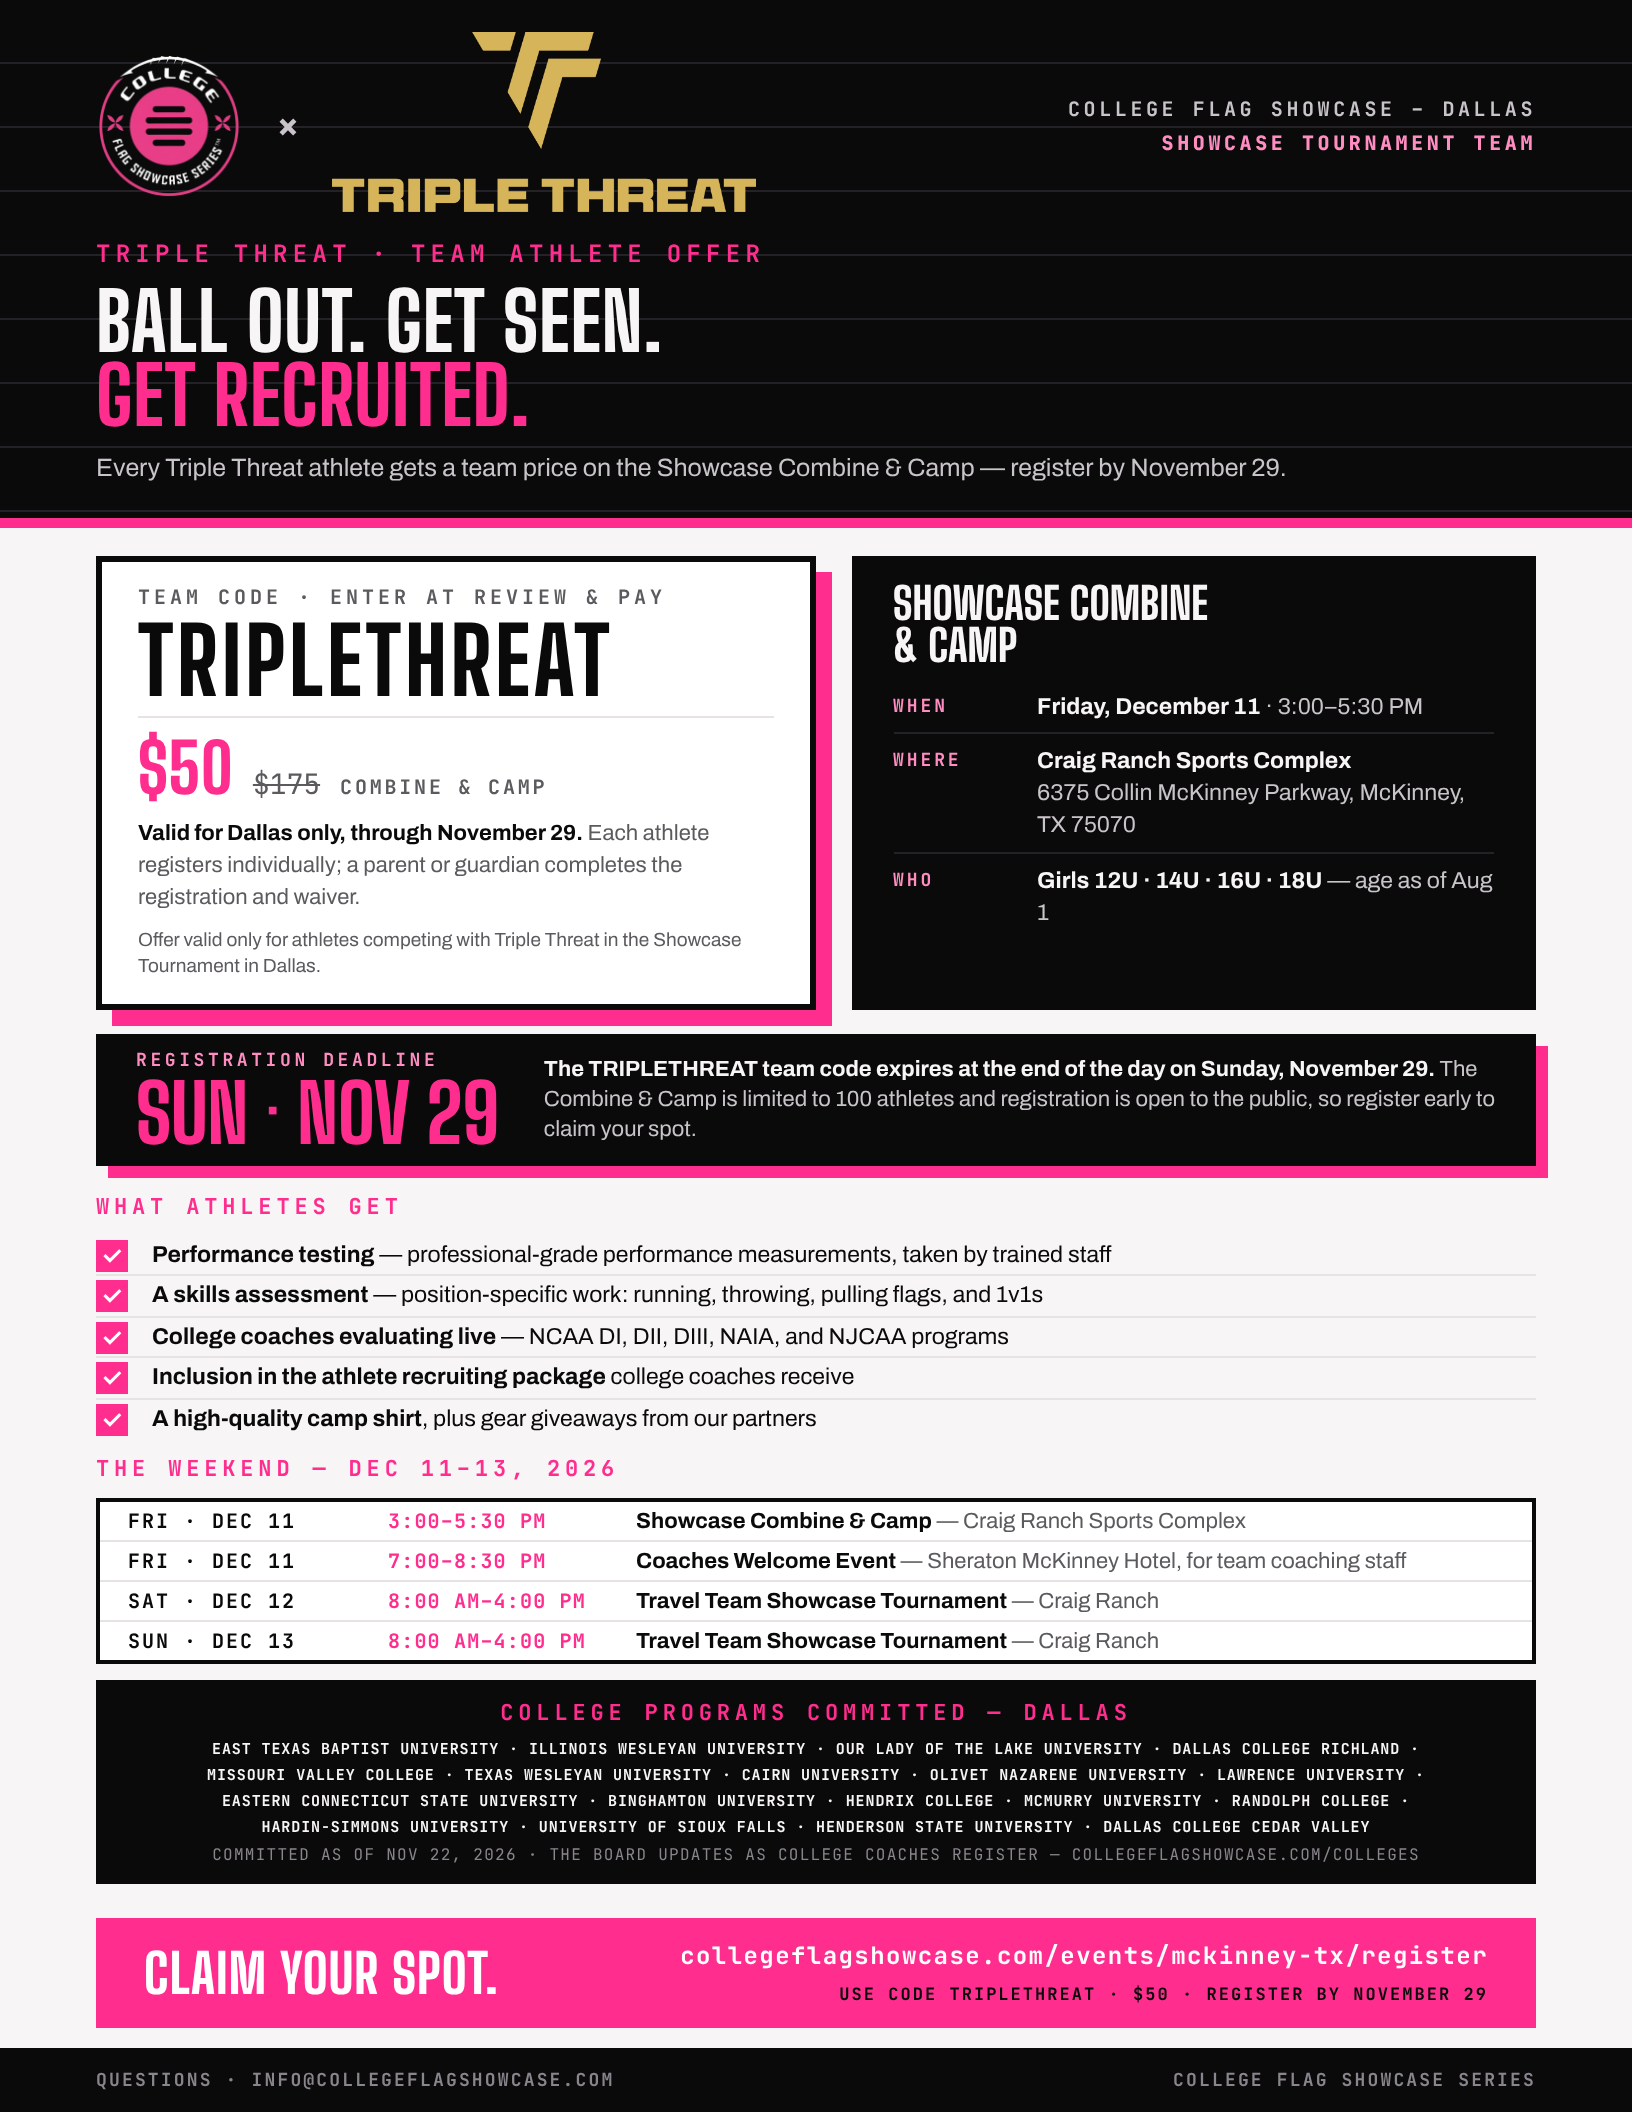 COLLEGE
FLAG SHOWCASE SERIES™
×
TRIPLE THREAT
COLLEGE FLAG SHOWCASE – DALLAS
SHOWCASE TOURNAMENT TEAM
TRIPLE THREAT · TEAM ATHLETE OFFER
BALL OUT. GET SEEN.
GET RECRUITED.
Every Triple Threat athlete gets a team price on the Showcase Combine & Camp — register by November 29.
TEAM CODE · ENTER AT REVIEW & PAY
TRIPLETHREAT
$50 $175 COMBINE & CAMP
Valid for Dallas only, through November 29. Each athlete
registers individually; a parent or guardian completes the
registration and waiver.
Offer valid only for athletes competing with Triple Threat in the Showcase
Tournament in Dallas.
SHOWCASE COMBINE
& CAMP
WHEN Friday, December 11 · 3:00–5:30 PM
WHERE Craig Ranch Sports Complex
6375 Collin McKinney Parkway, McKinney,
TX 75070
WHO Girls 12U · 14U · 16U · 18U — age as of Aug
1
REGISTRATION DEADLINE
SUN · NOV 29
The TRIPLETHREAT team code expires at the end of the day on Sunday, November 29. The
Combine & Camp is limited to 100 athletes and registration is open to the public, so register early to
claim your spot.
WHAT ATHLETES GET
Performance testing — professional-grade performance measurements, taken by trained staff
A skills assessment — position-specific work: running, throwing, pulling flags, and 1v1s
College coaches evaluating live — NCAA DI, DII, DIII, NAIA, and NJCAA programs
Inclusion in the athlete recruiting package college coaches receive
A high-quality camp shirt, plus gear giveaways from our partners
THE WEEKEND — DEC 11–13, 2026
FRI · DEC 11 3:00–5:30 PM Showcase Combine & Camp — Craig Ranch Sports Complex
FRI · DEC 11 7:00–8:30 PM Coaches Welcome Event — Sheraton McKinney Hotel, for team coaching staff
SAT · DEC 12 8:00 AM–4:00 PM Travel Team Showcase Tournament — Craig Ranch
SUN · DEC 13 8:00 AM–4:00 PM Travel Team Showcase Tournament — Craig Ranch
COLLEGE PROGRAMS COMMITTED — DALLAS
EAST TEXAS BAPTIST UNIVERSITY · ILLINOIS WESLEYAN UNIVERSITY · OUR LADY OF THE LAKE UNIVERSITY · DALLAS COLLEGE RICHLAND ·
MISSOURI VALLEY COLLEGE · TEXAS WESLEYAN UNIVERSITY · CAIRN UNIVERSITY · OLIVET NAZARENE UNIVERSITY · LAWRENCE UNIVERSITY ·
EASTERN CONNECTICUT STATE UNIVERSITY · BINGHAMTON UNIVERSITY · HENDRIX COLLEGE · MCMURRY UNIVERSITY · RANDOLPH COLLEGE ·
HARDIN-SIMMONS UNIVERSITY · UNIVERSITY OF SIOUX FALLS · HENDERSON STATE UNIVERSITY · DALLAS COLLEGE CEDAR VALLEY
COMMITTED AS OF NOV 22, 2026 · THE BOARD UPDATES AS COLLEGE COACHES REGISTER — COLLEGEFLAGSHOWCASE.COM/COLLEGES
CLAIM YOUR SPOT.
collegeflagshowcase.com/events/mckinney-tx/register
USE CODE TRIPLETHREAT · $50 · REGISTER BY NOVEMBER 29
QUESTIONS · INFO@COLLEGEFLAGSHOWCASE.COM
COLLEGE FLAG SHOWCASE SERIES